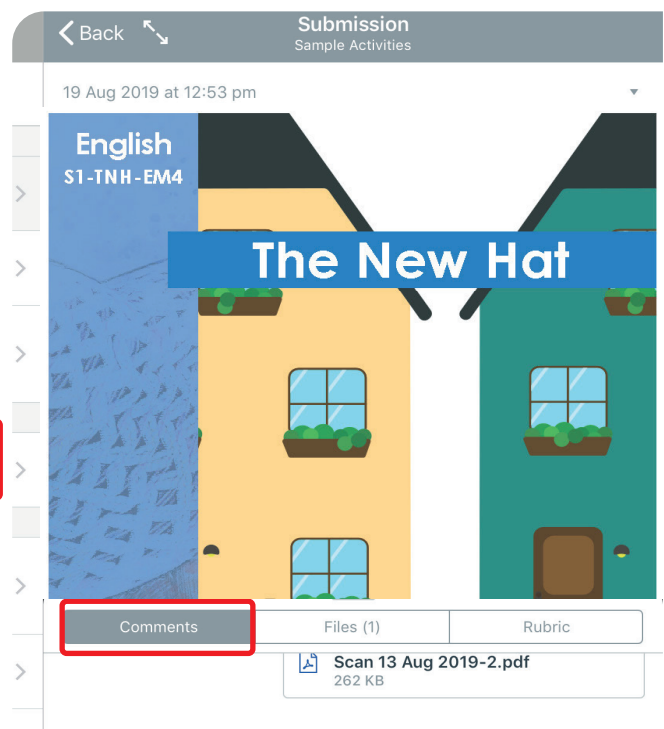 Back
Submission
Sample Activities
19 Aug 2019 at 12:53 pm
English
S1-TNH-EM4
The New Hat
Comments
Files (1)
Rubric
Scan 13 Aug 2019-2.pdf
262 KB